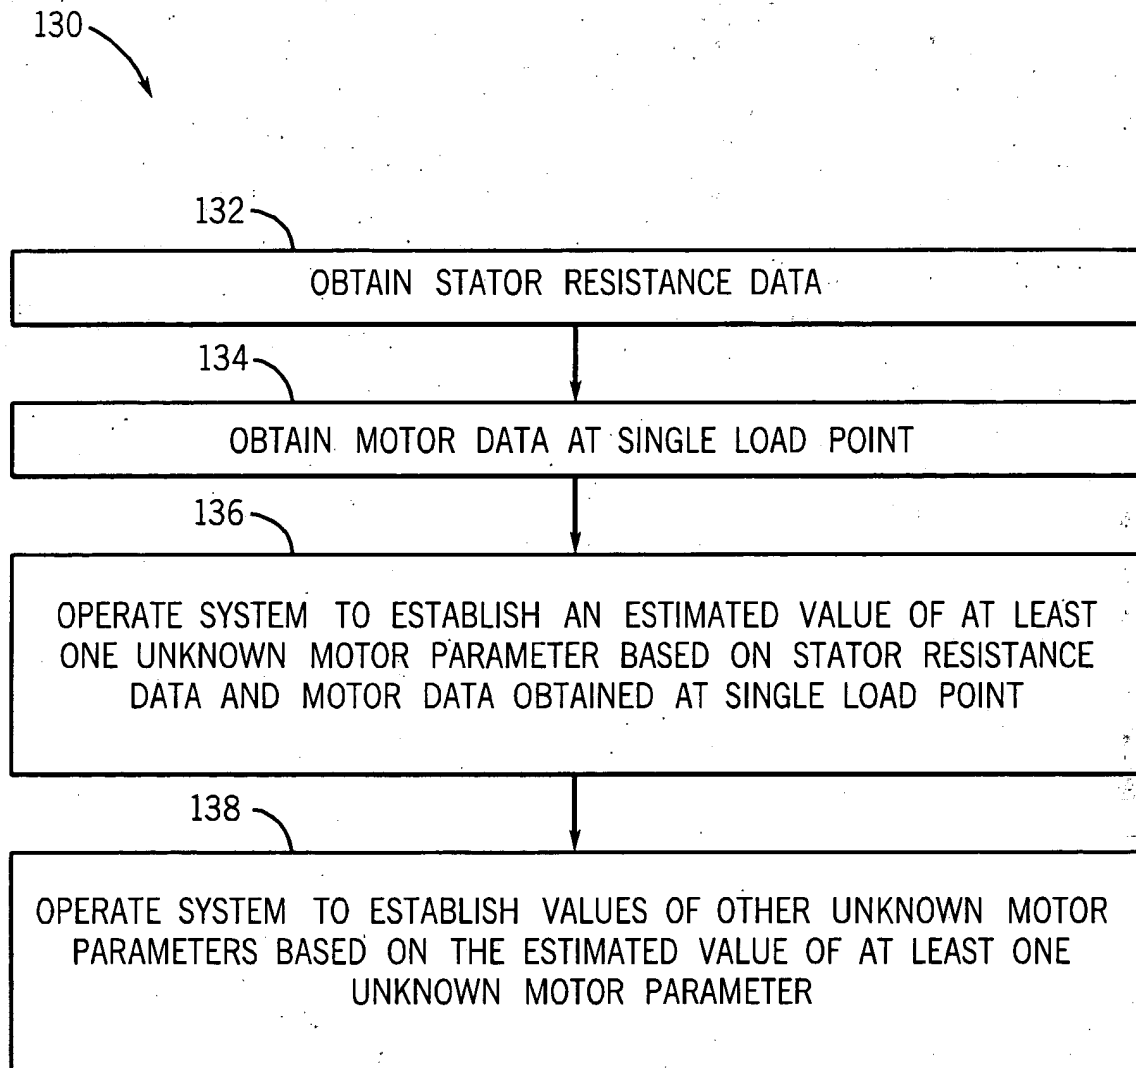 130
132
OBTAIN STATOR RESISTANCE DATA
134
OBTAIN MOTOR DATA AT SINGLE LOAD POINT
136
OPERATE SYSTEM TO ESTABLISH AN ESTIMATED VALUE OF AT LEAST
ONE UNKNOWN MOTOR PARAMETER BASED ON STATOR RESISTANCE
DATA AND MOTOR DATA OBTAINED AT SINGLE LOAD POINT
138
OPERATE SYSTEM TO ESTABLISH VALUES OF OTHER UNKNOWN MOTOR
PARAMETERS BASED ON THE ESTIMATED VALUE OF AT LEAST ONE
UNKNOWN MOTOR PARAMETER